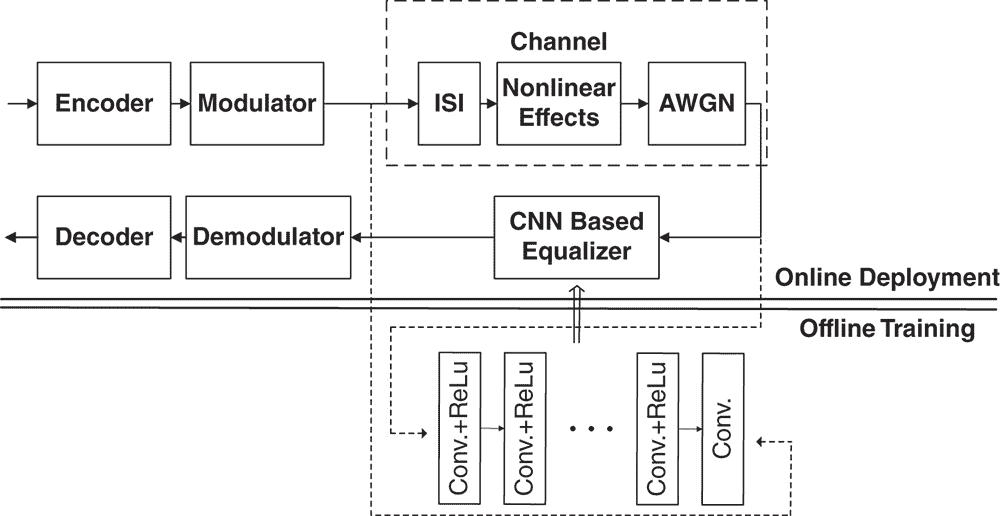 Channel
Encoder
Modulator
ISI
Nonlinear
Effects
AWGN
Decoder
Demodulator
CNN Based
Equalizer
Online Deployment
Offline Training
Conv.+ReLu
Conv.+ReLu
• • •
Conv.+ReLu
Conv.